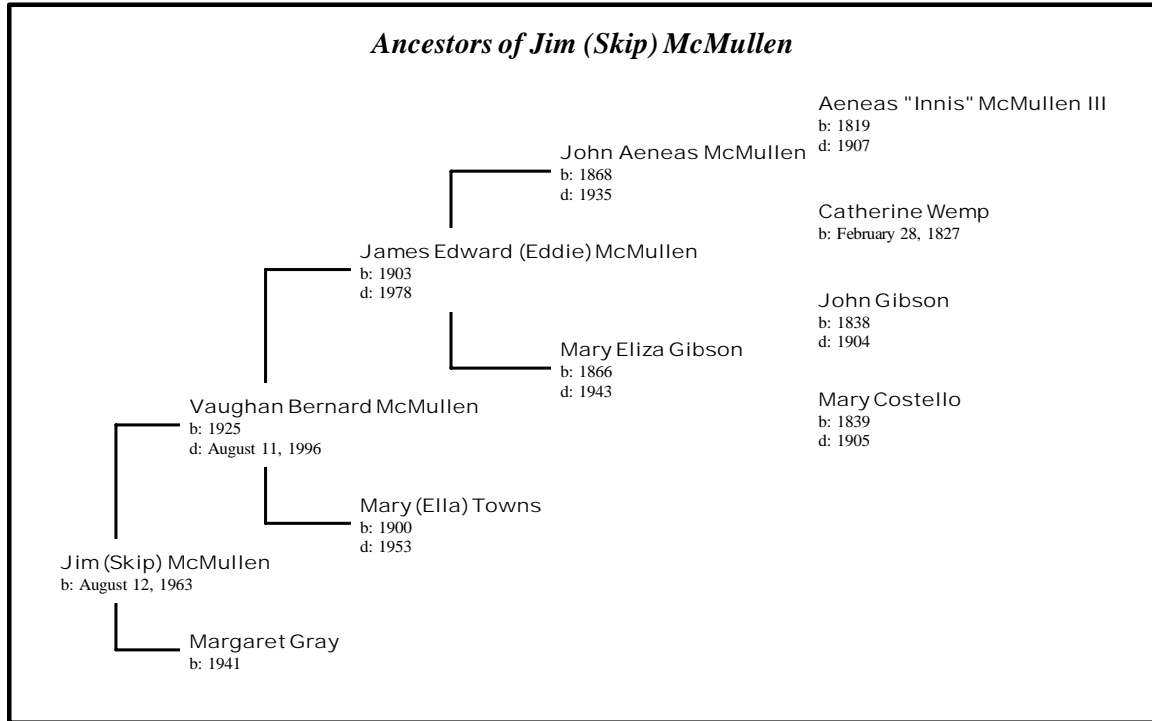 Ancestors of Jim (Skip) McMullen
Aeneas "Innis" McMullen III
b: 1819
d: 1907
John Aeneas McMullen
b: 1868
d: 1935
Catherine Wemp
b: February 28, 1827
James Edward (Eddie) McMullen
b: 1903
d: 1978
John Gibson
b: 1838
d: 1904
Mary Eliza Gibson
b: 1866
d: 1943
Mary Costello
b: 1839
d: 1905
Vaughan Bernard McMullen
b: 1925
d: August 11, 1996
Mary (Ella) Towns
b: 1900
d: 1953
Jim (Skip) McMullen
b: August 12, 1963
Margaret Gray
b: 1941